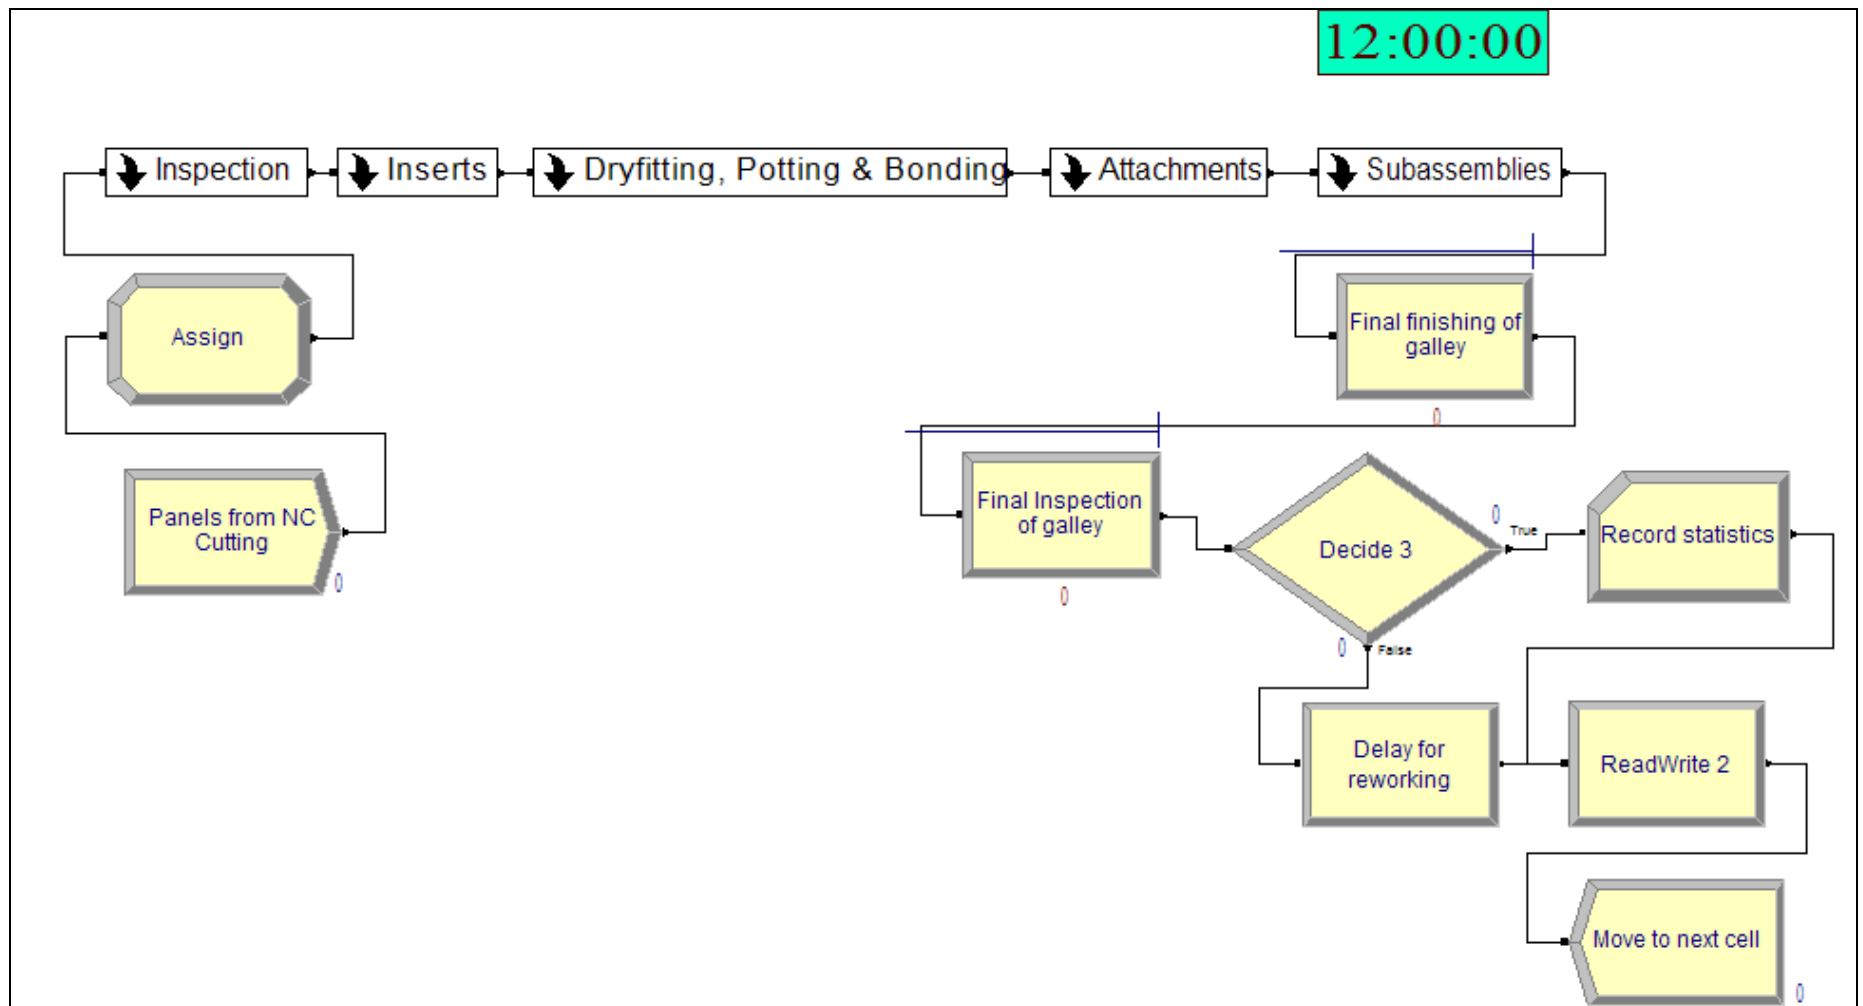 12:00:00
Inspection
Inserts
Dryfitting, Potting & Bonding
Attachments
Subassemblies
Assign
Final finishing of
galley
0
Panels from NC
Cutting
0
Final Inspection
of galley
0
Decide 3
0
True
0
False
Record statistics
Delay for
reworking
ReadWrite 2
Move to next cell
0